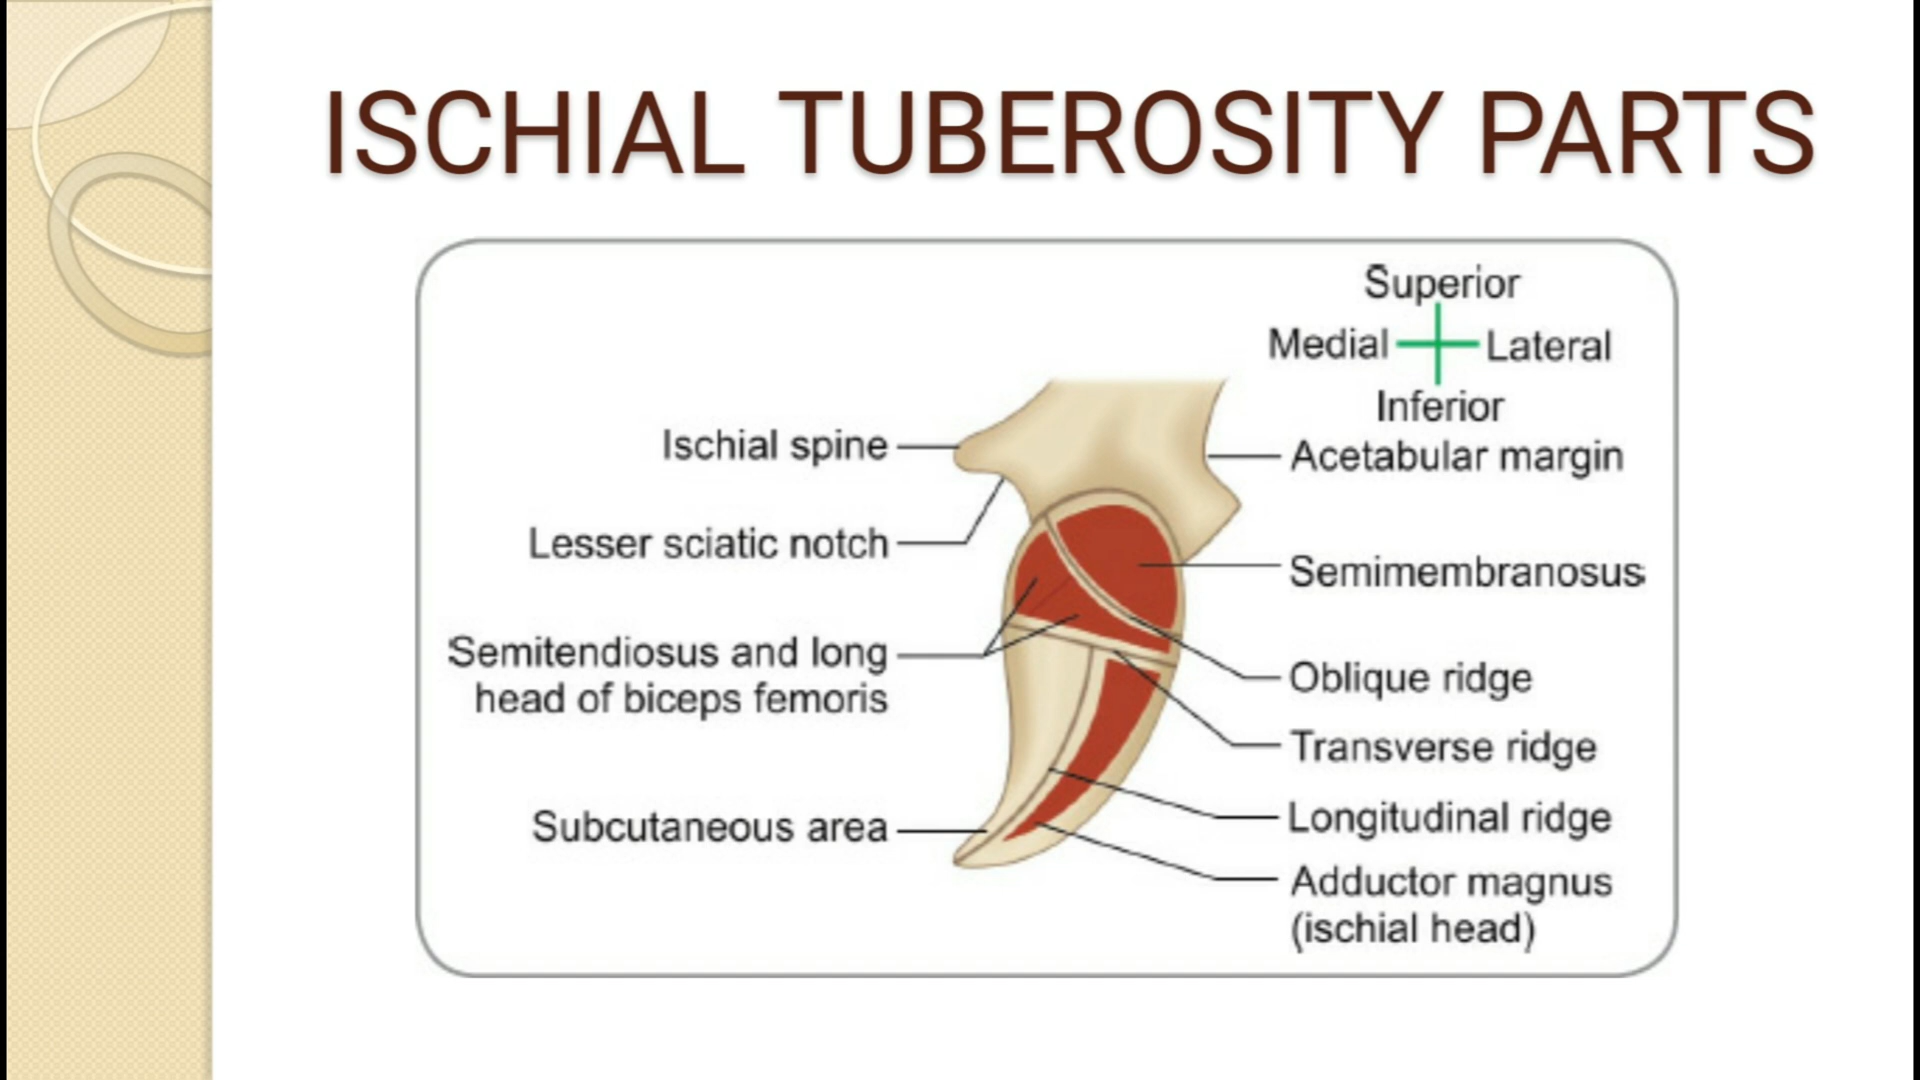 ISCHIAL TUBEROSITY PARTS
Superior
Medial
Lateral
Inferior
Ischial spine
Acetabular margin
Lesser sciatic notch
Semimembranosus
Semitendiosus and long
head of biceps femoris
Oblique ridge
Transverse ridge
Subcutaneous area
Longitudinal ridge
Adductor magnus
(ischial head)